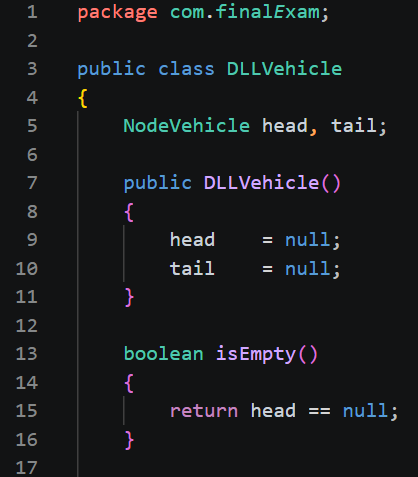 1 package com.finalExam;
2
3 public class DLLVehicle
4 {
5     NodeVehicle head, tail;
6
7     public DLLVehicle()
8     {
9         head    = null;
10         tail    = null;
11     }
12
13     boolean isEmpty()
14     {
15         return head == null;
16     }
17